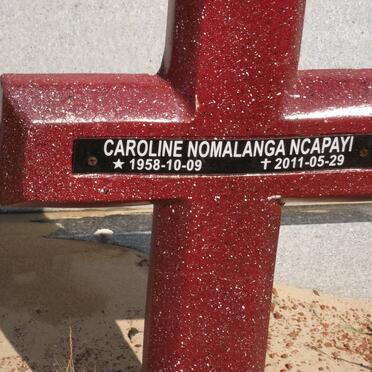 CAROLINE NOMALANGA NCAPAYI
★ 1958-10-09 ✝ 2011-05-29